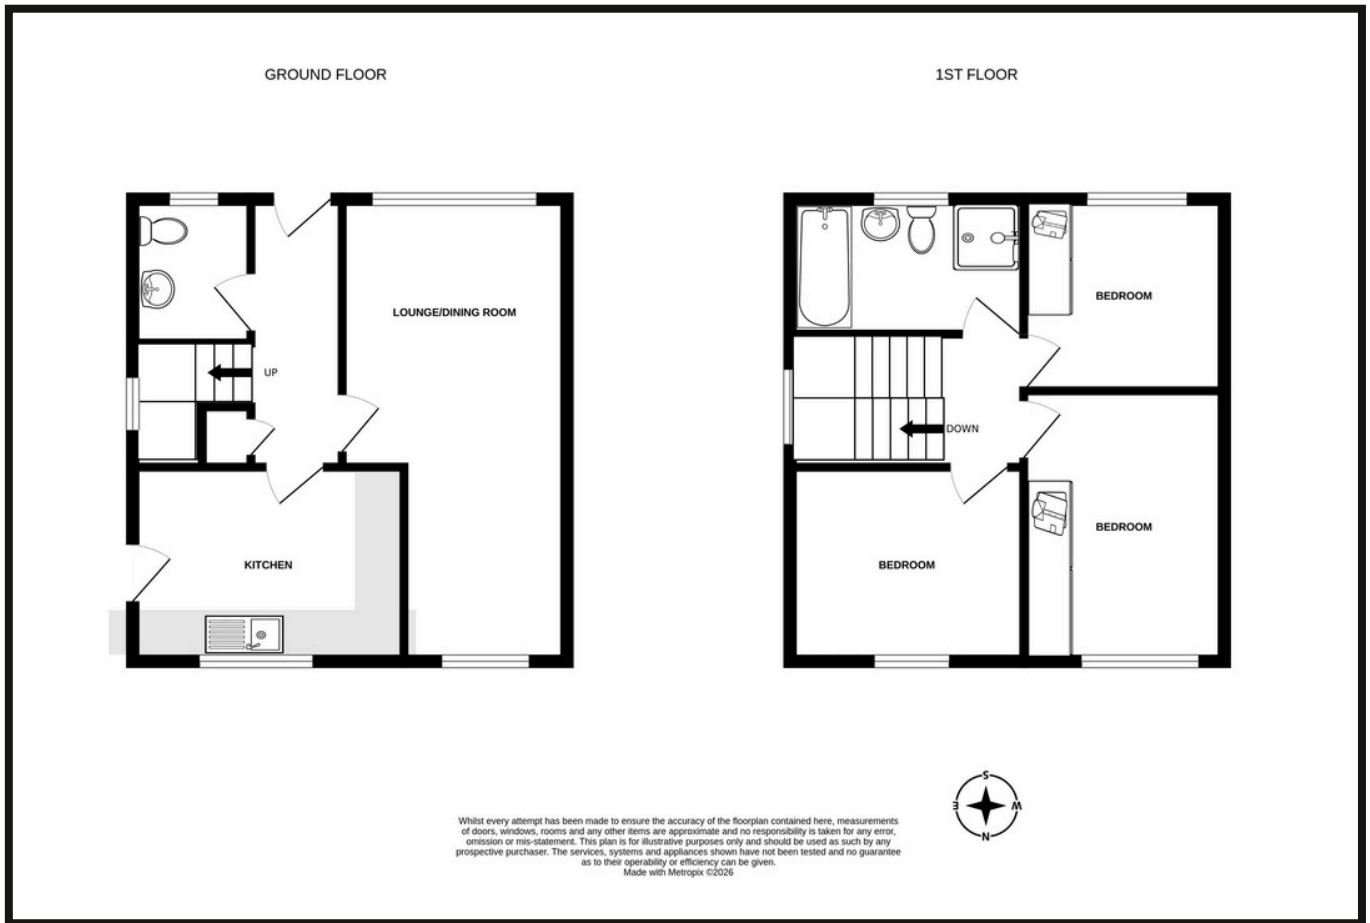 GROUND FLOOR
1ST FLOOR
LOUNGE/DINING ROOM
UP
KITCHEN
BEDROOM
DOWN
BEDROOM
BEDROOM
S
E W
N
Whilst every attempt has been made to ensure the accuracy of the floorplan contained here, measurements
of doors, windows, rooms and any other items are approximate and no responsibility is taken for any error,
omission or mis-statement. This plan is for illustrative purposes only and should be used as such by any
prospective purchaser. The services, systems and appliances shown have not been tested and no guarantee
as to their operability or efficiency can be given.
Made with Metropix ©2026